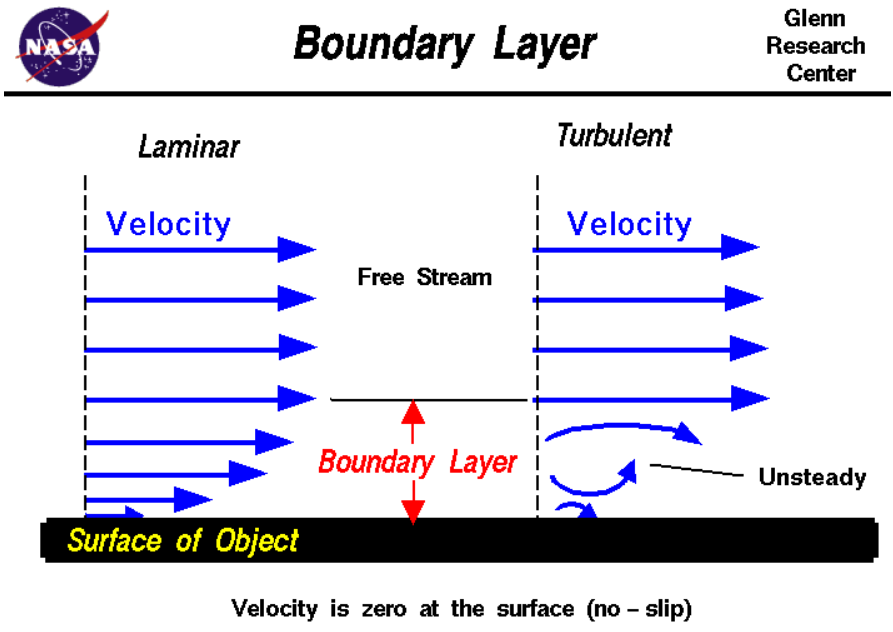 NASA
Boundary Layer
Glenn
Research
Center
Laminar
Turbulent
Velocity
Velocity
Free Stream
Boundary Layer
Unsteady
Surface of Object
Velocity is zero at the surface (no – slip)